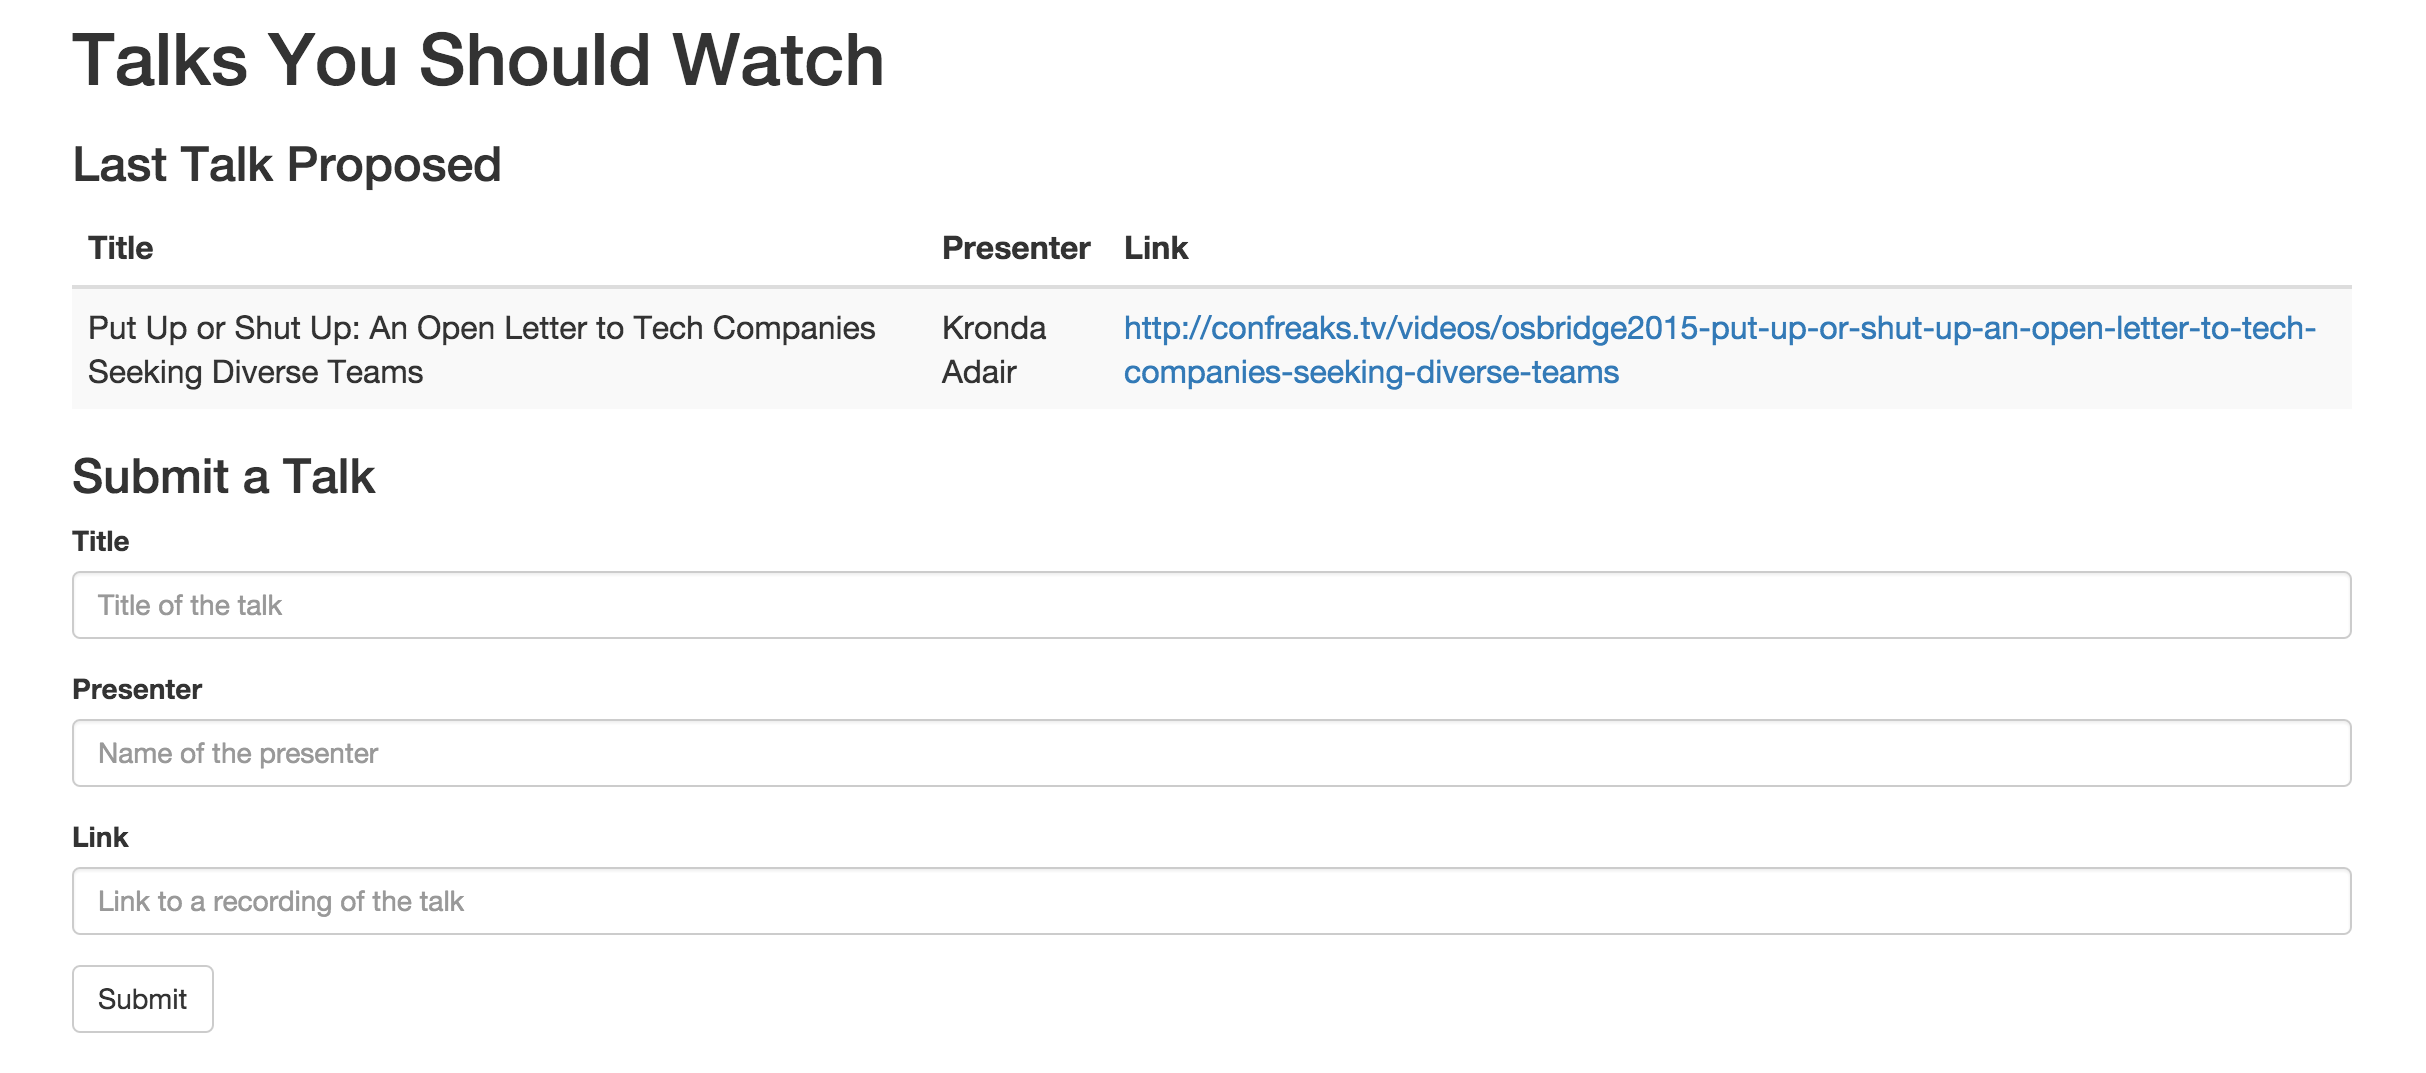 Talks You Should Watch
Last Talk Proposed
Title Presenter Link
Put Up or Shut Up: An Open Letter to Tech Companies
Seeking Diverse Teams
Kronda
Adair
http://confreaks.tv/videos/osbridge2015-put-up-or-shut-up-an-open-letter-to-tech-
companies-seeking-diverse-teams
Submit a Talk
Title
Title of the talk
Presenter
Name of the presenter
Link
Link to a recording of the talk
Submit